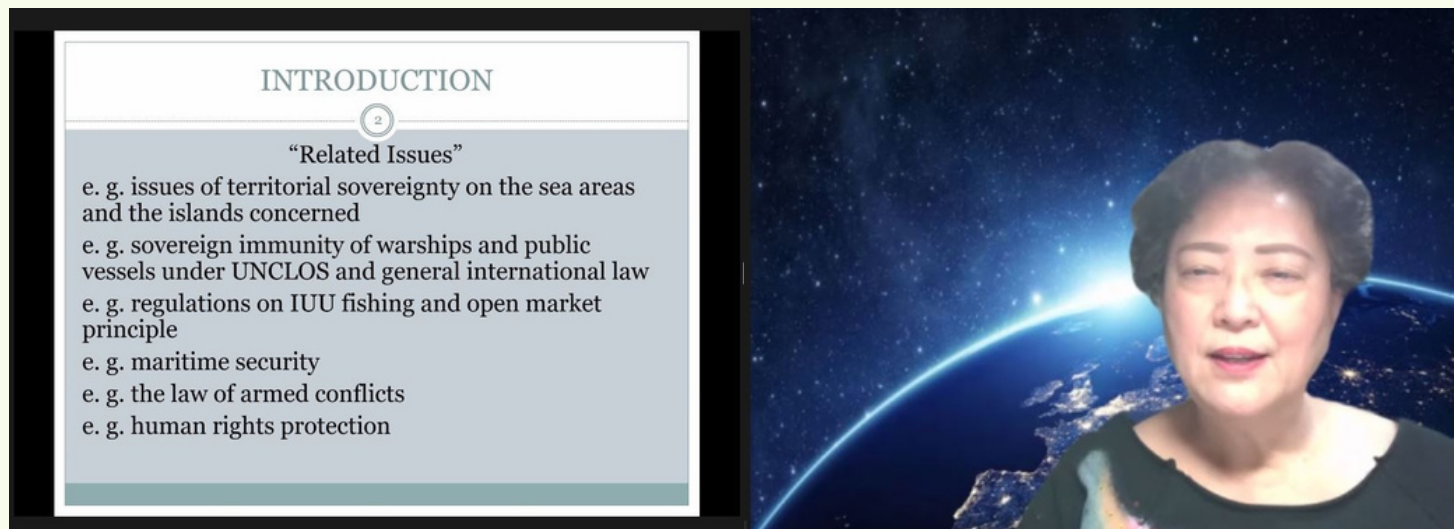 INTRODUCTION
2
“Related Issues”
e. g. issues of territorial sovereignty on the sea areas
and the islands concerned
e. g. sovereign immunity of warships and public
vessels under UNCLOS and general international law
e. g. regulations on IUU fishing and open market
principle
e. g. maritime security
e. g. the law of armed conflicts
e. g. human rights protection